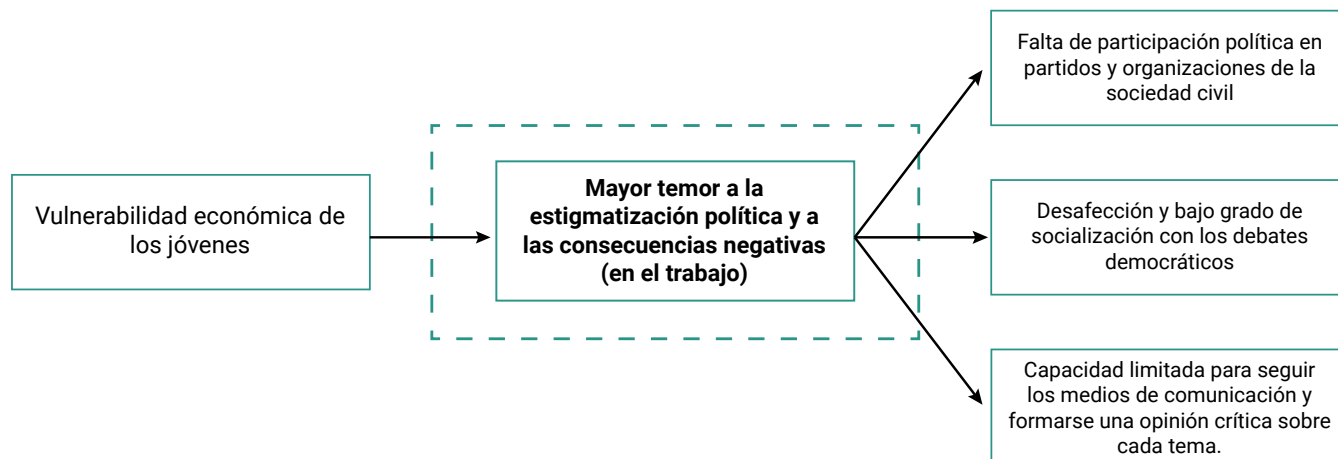 Vulnerabilidad económica de
los jóvenes
Mayor temor a la
estigmatización política y a
las consecuencias negativas
(en el trabajo)
Falta de participación política en
partidos y organizaciones de la
sociedad civil
Desafección y bajo grado de
socialización con los debates
democráticos
Capacidad limitada para seguir
los medios de comunicación y
formarse una opinión crítica sobre
cada tema.